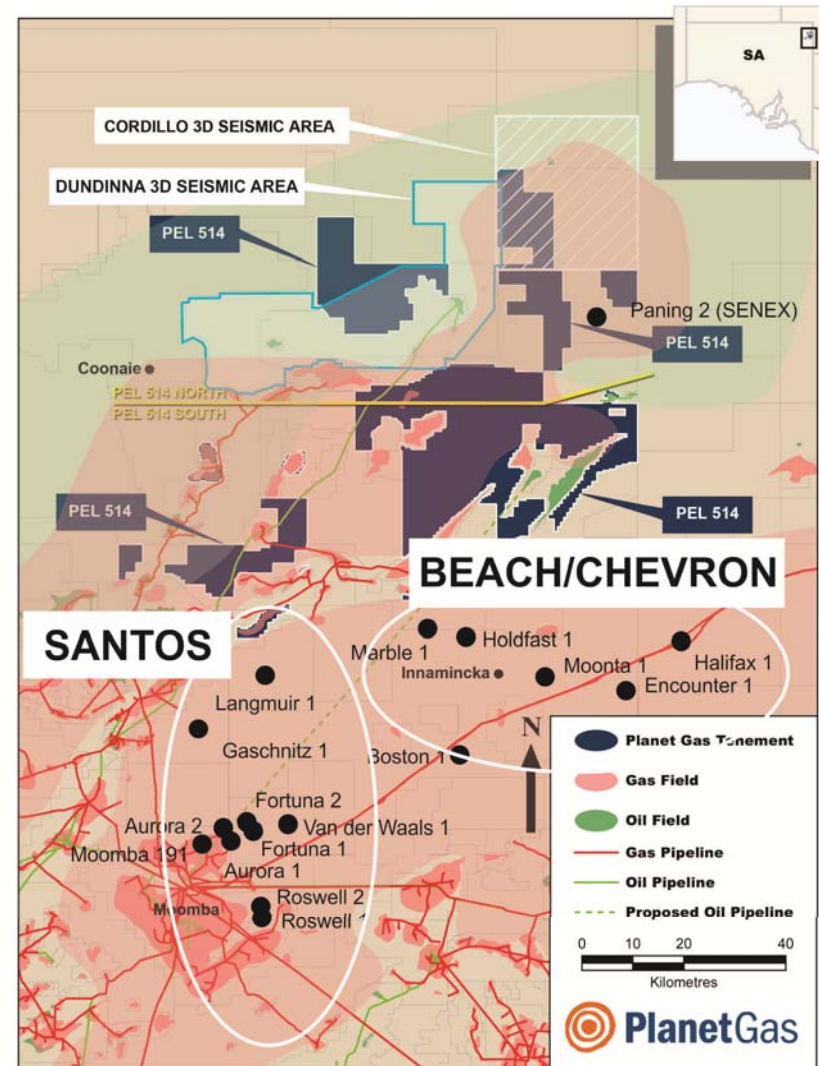 SA
CORDILLO 3D SEISMIC AREA
DUNDINNA 3D SEISMIC AREA
PEL 514
Paning 2 (SENEX)
PEL 514
Coonaie
PEL 514 NORTH
PEL 514 SOUTH
PEL 514
PEL 514
BEACH/CHEVRON
SANTOS
Marble 1
Holdfast 1
Innamincka
Moonta 1
Halifax 1
Encounter 1
Langmuir 1
Gaschnitz 1
Boston 1
N
Fortuna 2
Aurora 2
Van der Waals 1
Moomba 191
Fortuna 1
Aurora 1
Roswell 2
Moomba
Roswell 1
Planet Gas Tenement
Gas Field
Oil Field
Gas Pipeline
Oil Pipeline
Proposed Oil Pipeline
0 10 20 40
Kilometres
PlanetGas